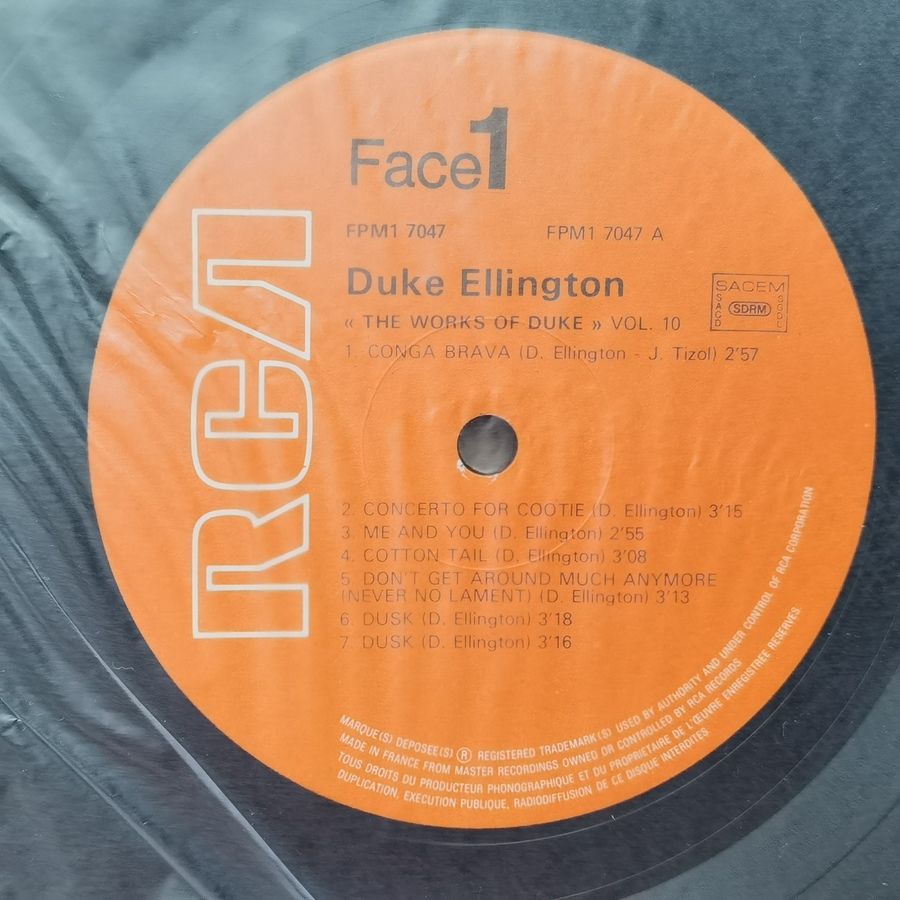 Face 1
FPM1 7047
FPM1 7047 A
Duke Ellington
« THE WORKS OF DUKE » VOL. 10
SACEM
SACD
SDRM
SGDL
1. CONGA BRAVA (D. Ellington - J. Tizol) 2'57
RCA
2. CONCERTO FOR COOTIE (D. Ellington) 3'15
3. ME AND YOU (D. Ellington) 2'55
4. COTTON TAIL (D. Ellington) 3'08
5. DON'T GET AROUND MUCH ANYMORE
(NEVER NO LAMENT) (D. Ellington) 3'13
6. DUSK (D. Ellington) 3'18
7. DUSK (D. Ellington) 3'16
MARQUE(S) DEPOSEE(S) ® REGISTERED TRADEMARK(S) USED BY AUTHORITY AND UNDER CONTROL OF RCA CORPORATION
MADE IN FRANCE FROM MASTER RECORDINGS OWNED OR CONTROLLED BY RCA RECORDS
TOUS DROITS DU PRODUCTEUR PHONOGRAPHIQUE ET DU PROPRIETAIRE DE L'ŒUVRE ENREGISTREE RESERVES.
DUPLICATION, EXECUTION PUBLIQUE, RADIODIFFUSION DE CE DISQUE INTERDITES